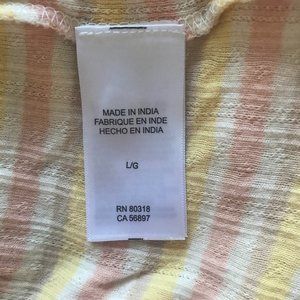 MADE IN INDIA
FABRIQUE EN INDE
HECHO EN INDIA
L/G
RN 80318
CA 56897